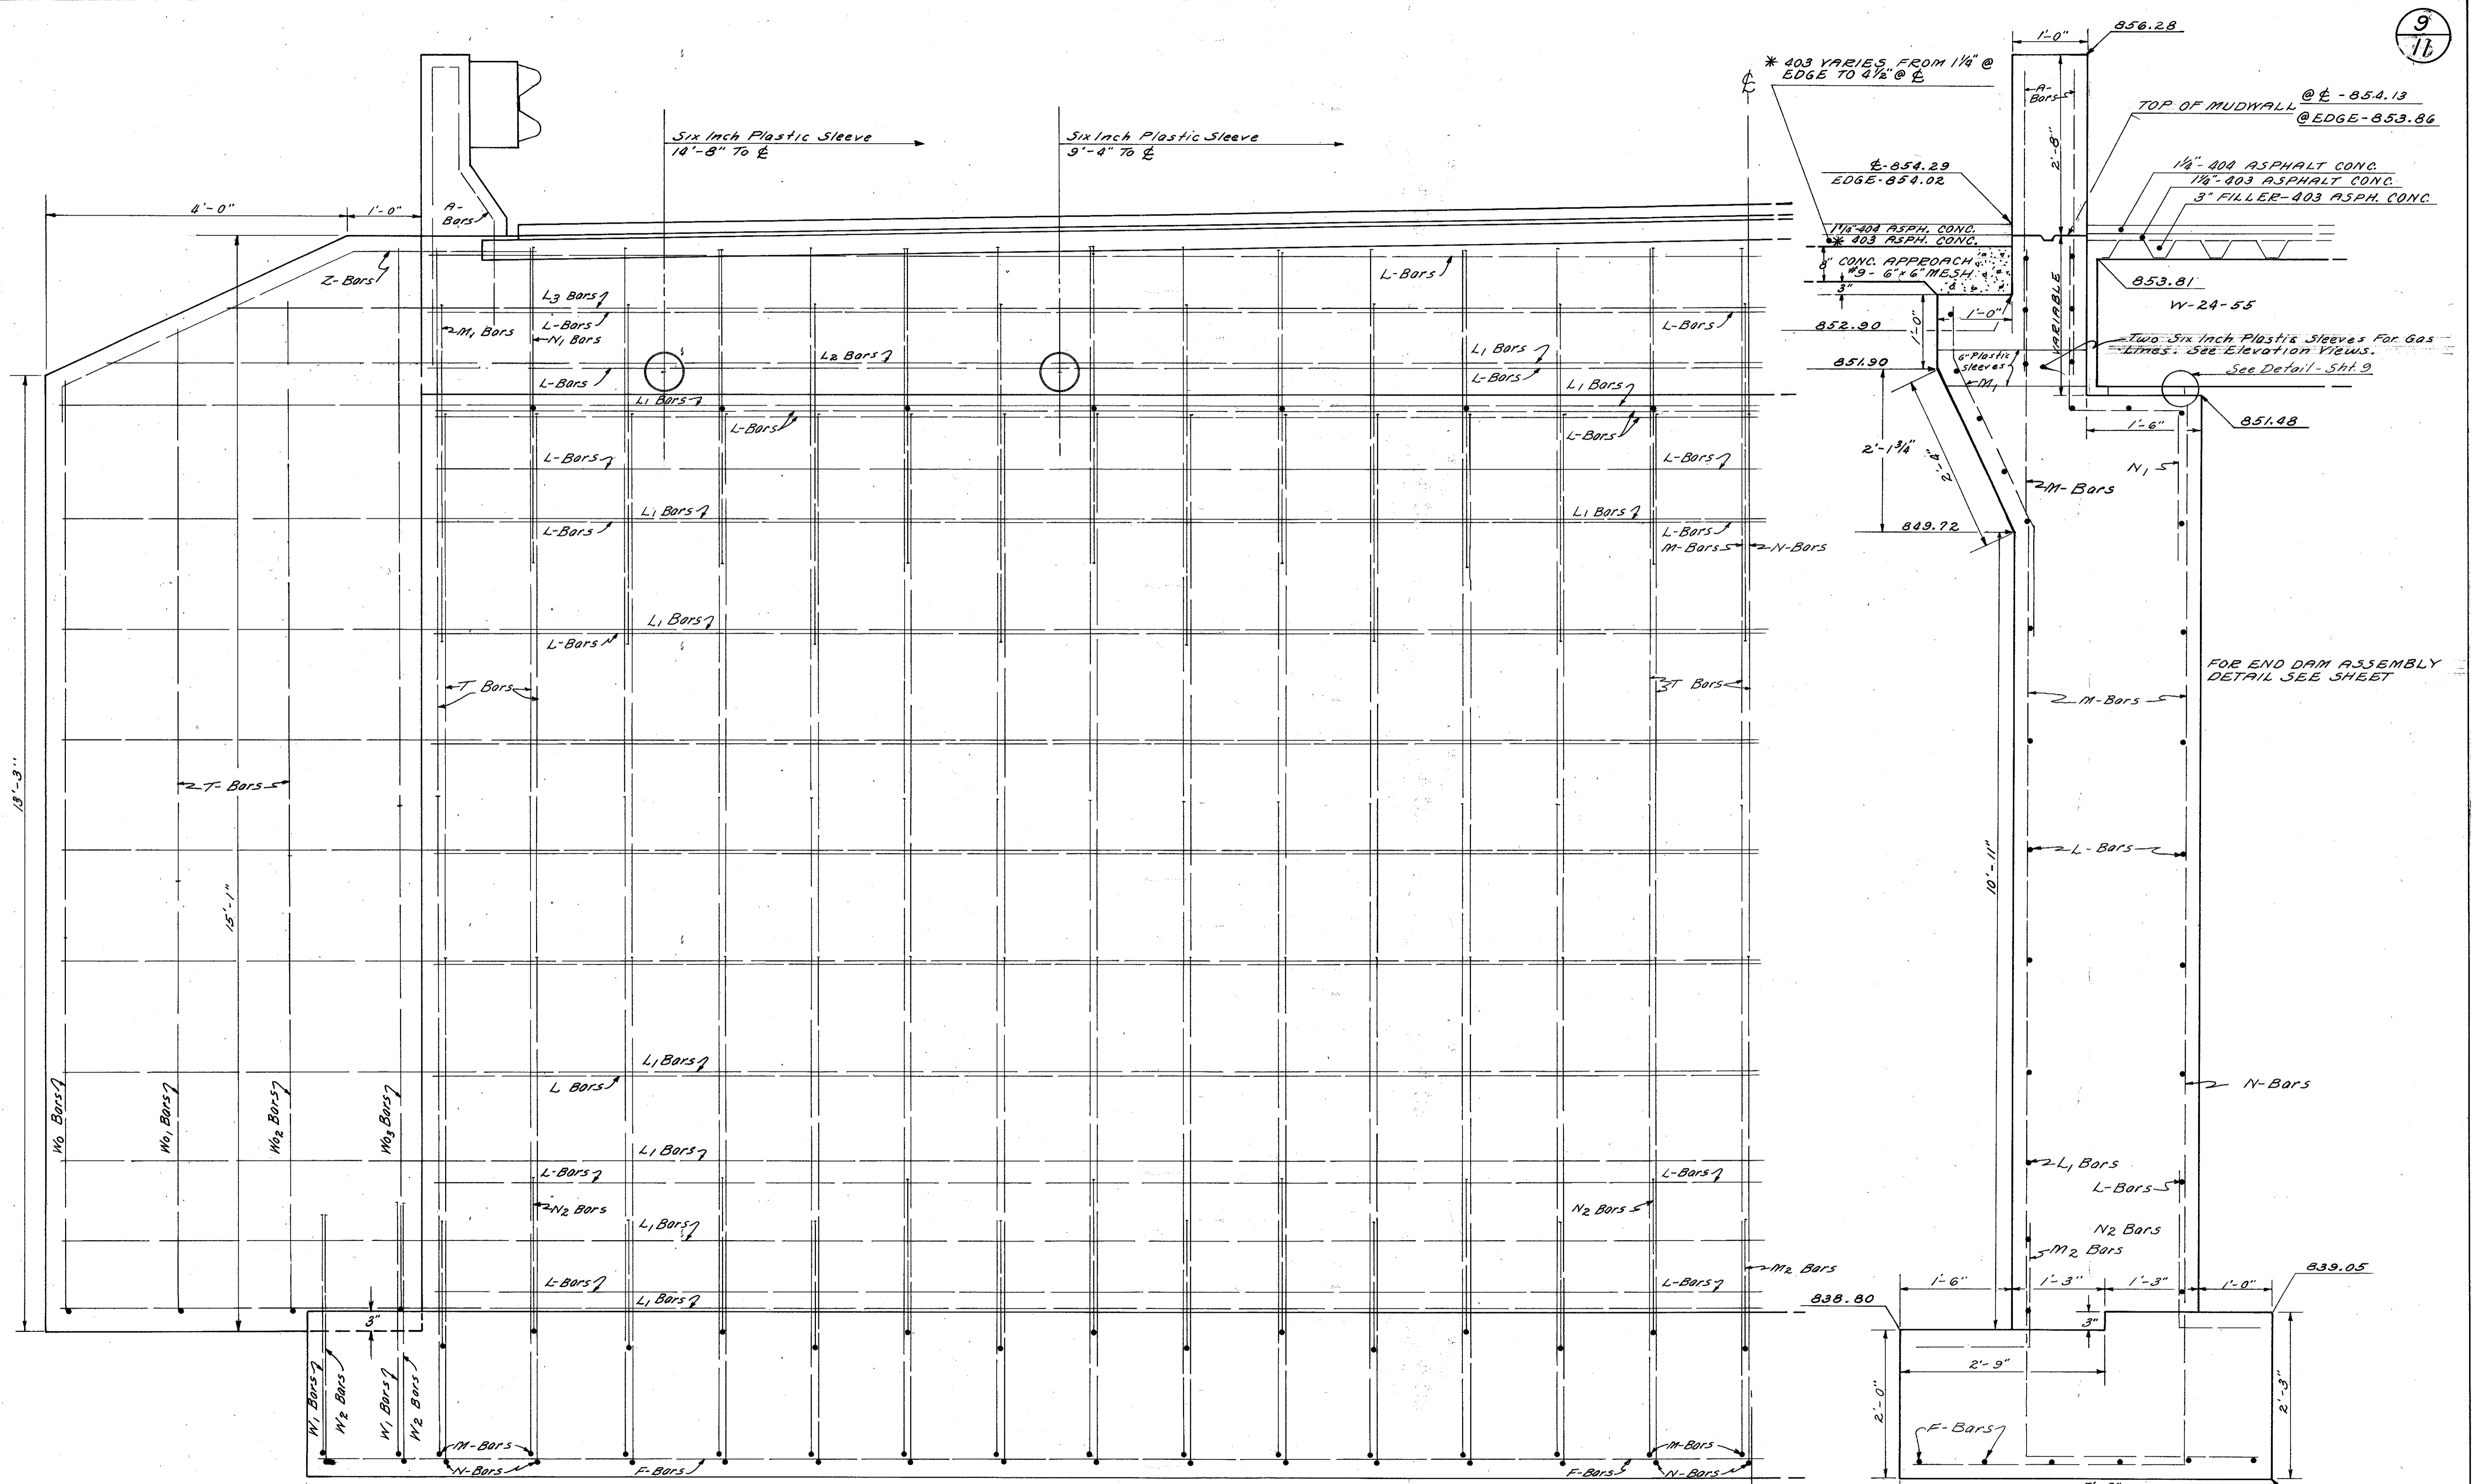 9
11
856.28
1'-0"
* 403 VARIES FROM 1¼" @
EDGE TO 4½" @ ℄
℄
A-
Bars
TOP OF MUDWALL
@ ℄ - 854.13
@ EDGE - 853.86
2'-8"
℄-854.29
EDGE-854.02
1¼"-404 ASPHALT CONC.
1¼"-403 ASPHALT CONC.
3" FILLER-403 ASPH. CONC.
1¼"-404 ASPH. CONC.
* 403 ASPH. CONC.
8" CONC. APPROACH
#9 - 6" x 6" MESH
3"
853.81
W-24-55
VARIABLE
1'-0"
1'-0"
852.90
Two Six Inch Plastic Sleeves For Gas
Lines. See Elevation Views.
See Detail - Sht. 9
6" Plastic
sleeves
M1
851.90
1'-6"
851.48
2'-1¾"
2'-4"
N1
M-Bars
849.72
FOR END DAM ASSEMBLY
DETAIL SEE SHEET
M-Bars
L-Bars
10'-11"
N-Bars
L1 Bars
L-Bars
N2 Bars
M2 Bars
1'-6"
1'-3"
1'-3"
1'-0"
839.05
838.80
3"
2'-9"
2'-0"
2'-3"
F-Bars
Six Inch Plastic Sleeve
14'-8" To ℄
Six Inch Plastic Sleeve
9'-4" To ℄
4'-0"
1'-0"
A-
Bars
Z-Bars
L-Bars
L3 Bars
L-Bars
M1 Bars
N1 Bars
L-Bars
L2 Bars
L1 Bars
L-Bars
L-Bars
L1 Bars
L-Bars
L1 Bars
L-Bars
L-Bars
L-Bars
L1 Bars
L-Bars
L1 Bars
L-Bars
M-Bars
N-Bars
L1 Bars
L-Bars
T Bars
T Bars
T-Bars
13'-3"
15'-1"
L1 Bars
L Bars
Wo Bars
Wo1 Bars
Wo2 Bars
Wo3 Bars
L1 Bars
L-Bars
L-Bars
N2 Bars
N2 Bars
L1 Bars
L-Bars
L-Bars
M2 Bars
L1 Bars
3"
W1 Bars
W2 Bars
W1 Bars
W2 Bars
M-Bars
M-Bars
N-Bars
F-Bars
F-Bars
N-Bars